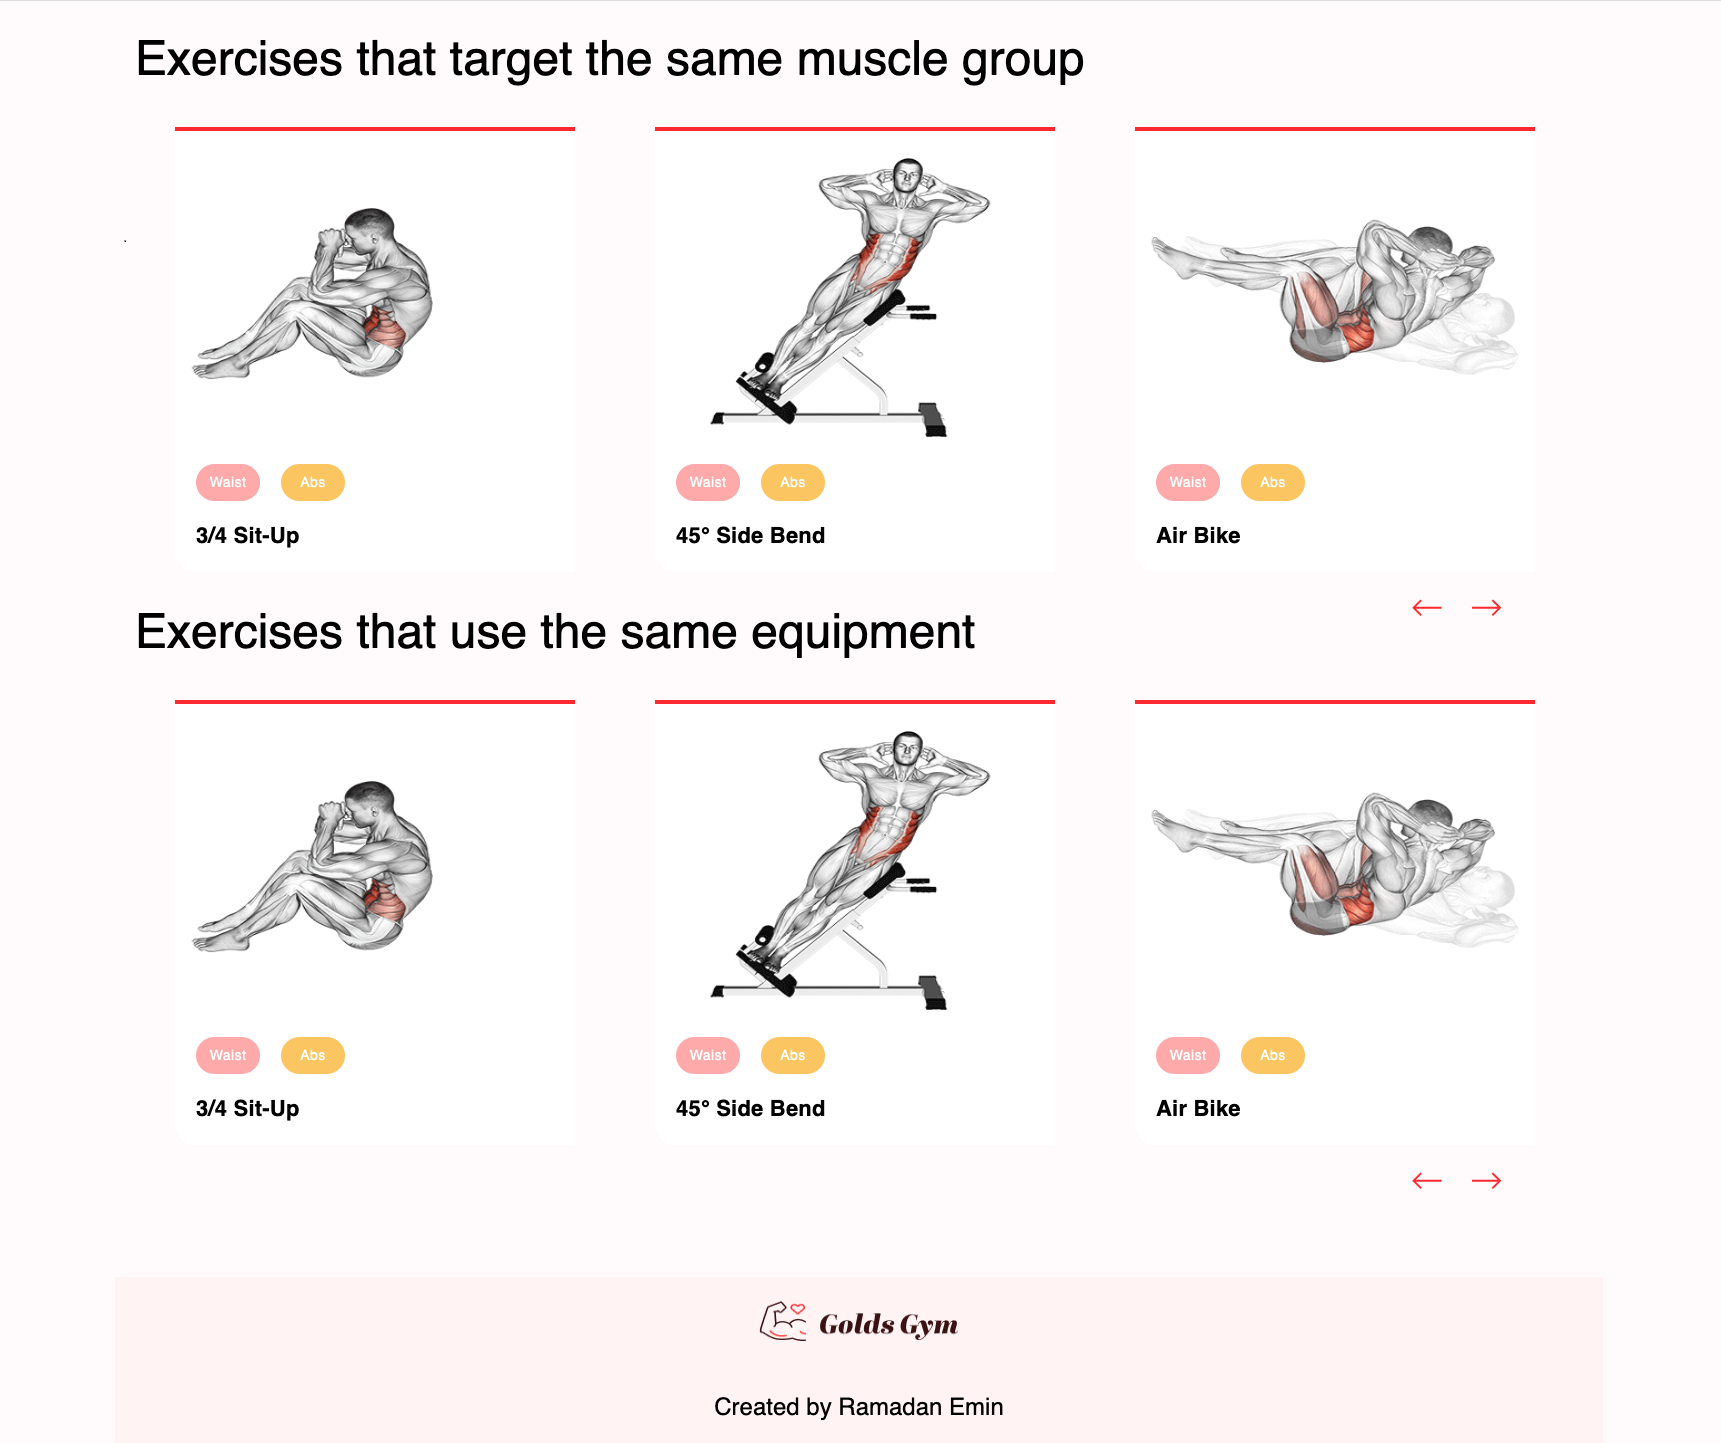 Exercises that target the same muscle group
Waist Abs
3/4 Sit-Up
Waist Abs
45° Side Bend
Waist Abs
Air Bike
Exercises that use the same equipment
Waist Abs
3/4 Sit-Up
Waist Abs
45° Side Bend
Waist Abs
Air Bike
Golds Gym
Created by Ramadan Emin